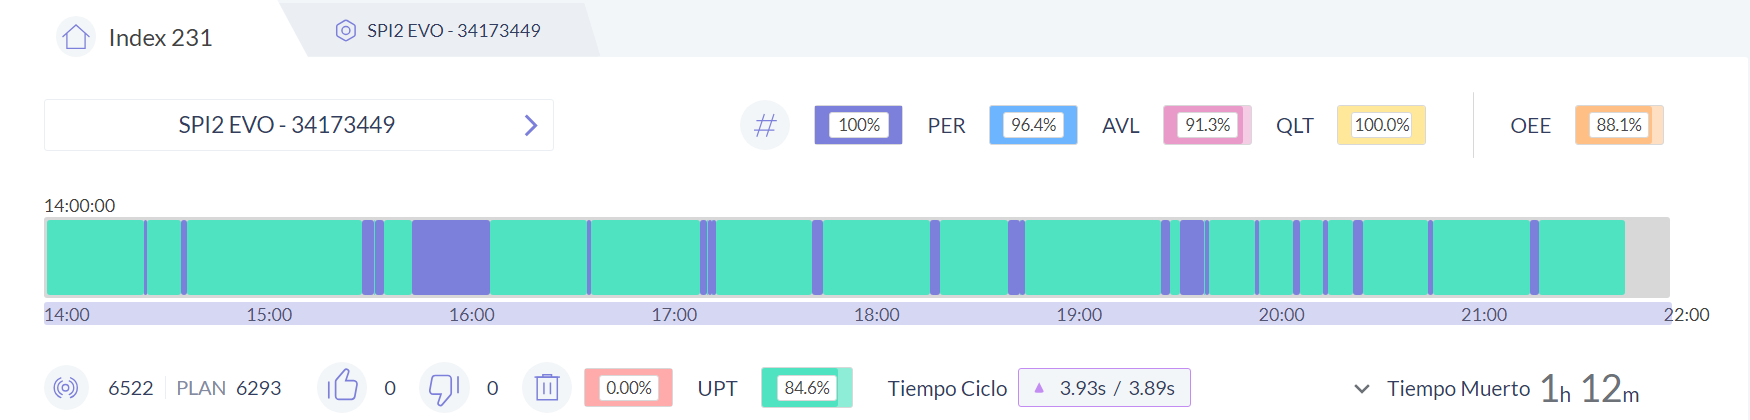 Index 231
SPI2 EVO - 34173449
SPI2 EVO - 34173449
# 100% PER 96.4% AVL 91.3% QLT 100.0% OEE 88.1%
14:00:00
14:00 15:00 16:00 17:00 18:00 19:00 20:00 21:00 22:00
6522 PLAN 6293 0 0 0.00% UPT 84.6% Tiempo Ciclo ▲ 3.93s / 3.89s Tiempo Muerto 1h 12m